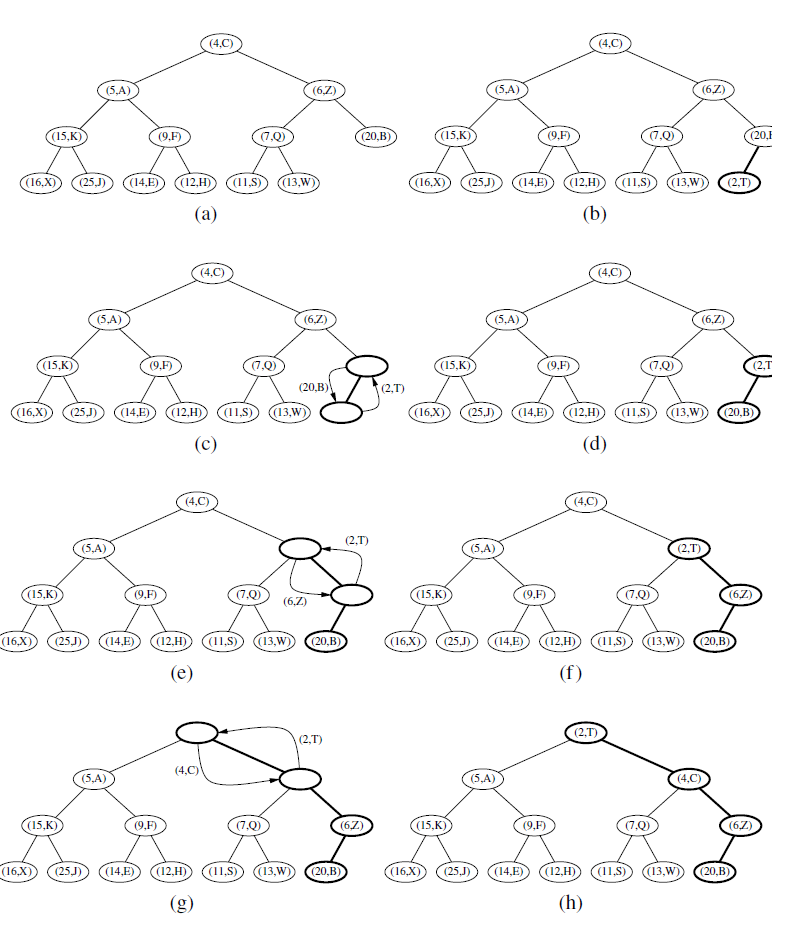 (4,C) (4,C)
(5,A) (6,Z) (5,A) (6,Z)
(15,K) (9,F) (7,Q) (20,B) (15,K) (9,F) (7,Q)
(16,X) (25,J) (14,E) (12,H) (11,S) (13,W) (16,X) (25,J) (14,E) (12,H) (11,S) (13,W) (2,T)
(a) (b)
(4,C) (4,C)
(5,A) (6,Z) (5,A) (6,Z)
(15,K) (9,F) (7,Q) (15,K) (9,F) (7,Q) (2,T
(20,B) (2,T)
(16,X) (25,J) (14,E) (12,H) (11,S) (13,W) (16,X) (25,J) (14,E) (12,H) (11,S) (13,W) (20,B)
(c) (d)
(4,C) (4,C)
(2,T)
(5,A) (5,A) (2,T)
(15,K) (9,F) (7,Q) (6,Z) (15,K) (9,F) (7,Q) (6,Z)
(16,X) (25,J) (14,E) (12,H) (11,S) (13,W) (20,B) (16,X) (25,J) (14,E) (12,H) (11,S) (13,W) (20,B)
(e) (f)
(2,T)
(2,T)
(4,C)
(5,A) (5,A) (4,C)
(15,K) (9,F) (7,Q) (6,Z) (15,K) (9,F) (7,Q) (6,Z)
(16,X) (25,J) (14,E) (12,H) (11,S) (13,W) (20,B) (16,X) (25,J) (14,E) (12,H) (11,S) (13,W) (20,B)
(g) (h)